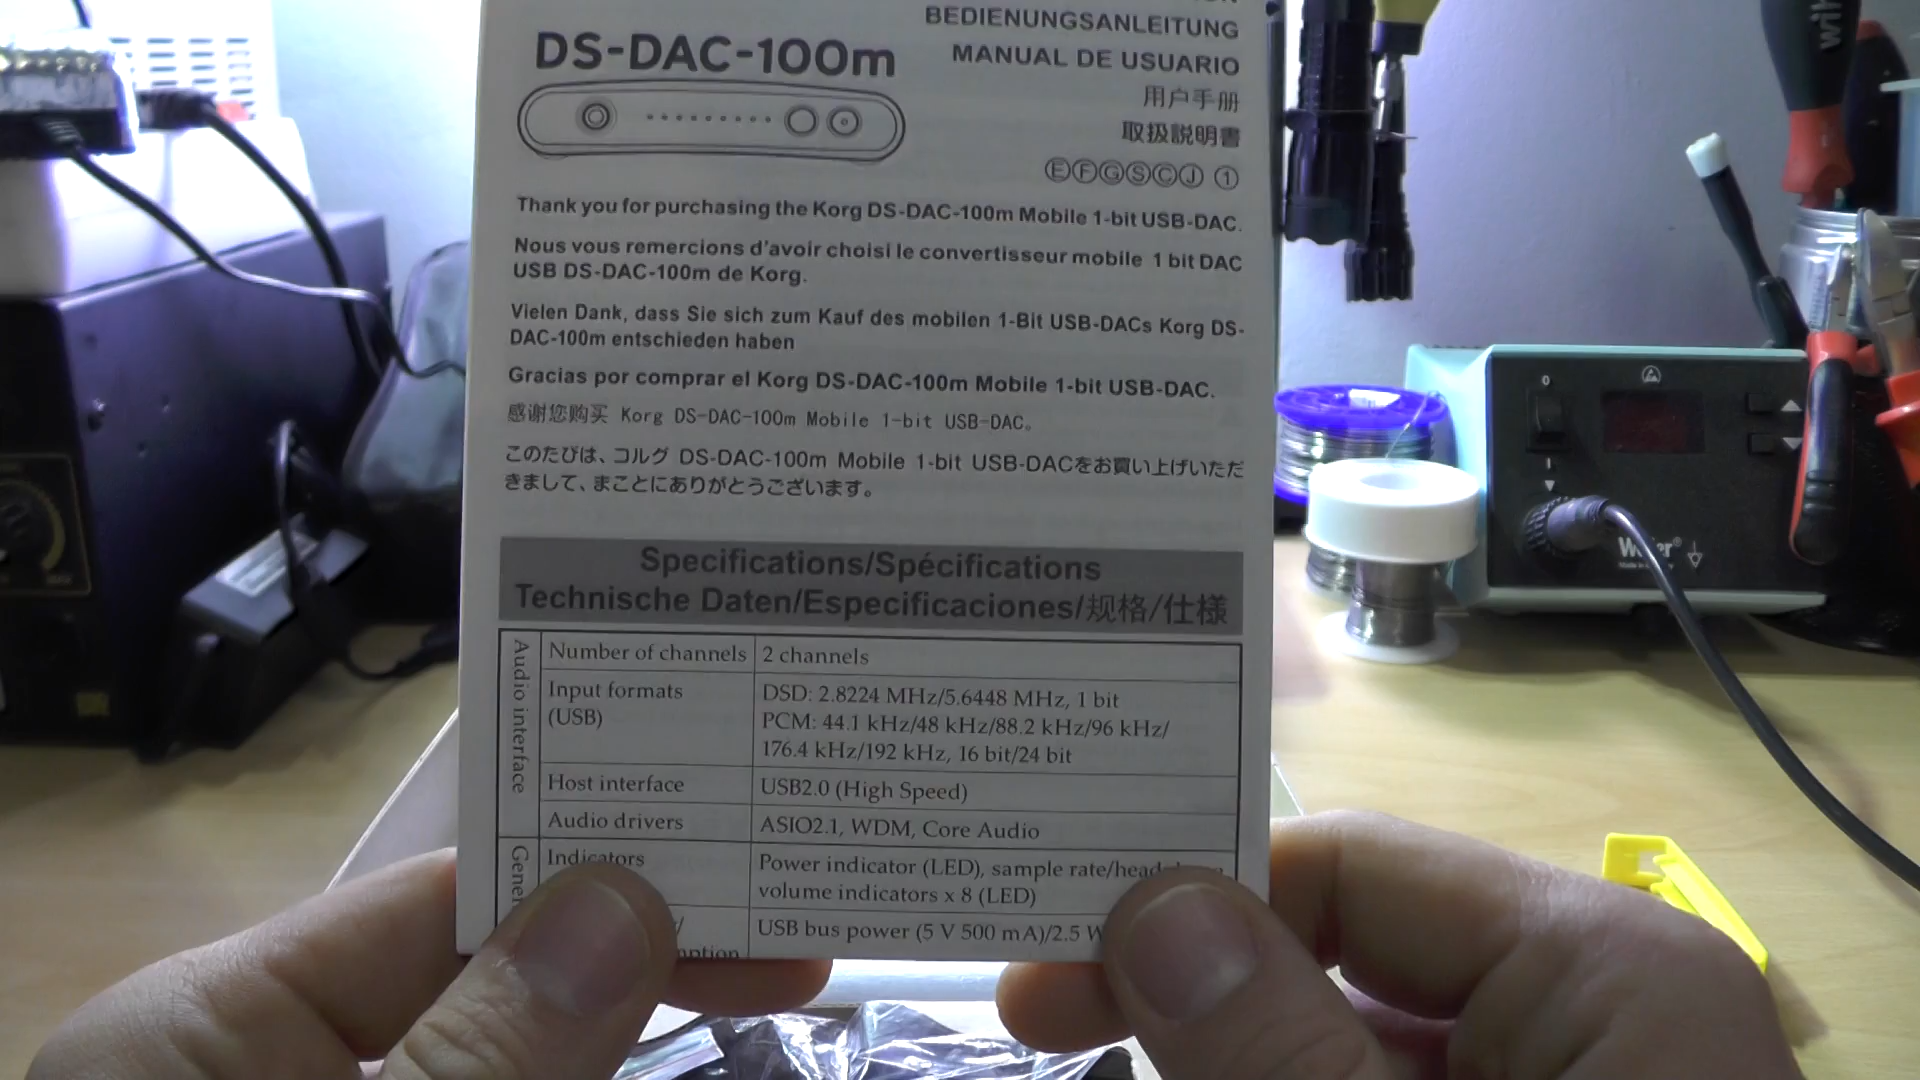 BEDIENUNGSANLEITUNG
DS-DAC-100m
MANUAL DE USUARIO
用户手册
取扱説明書
ⒺⒻⒼⓈⒸⒿ ①
Thank you for purchasing the Korg DS-DAC-100m Mobile 1-bit USB-DAC.
Nous vous remercions d'avoir choisi le convertisseur mobile 1 bit DAC
USB DS-DAC-100m de Korg.
Vielen Dank, dass Sie sich zum Kauf des mobilen 1-Bit USB-DACs Korg DS-
DAC-100m entschieden haben
Gracias por comprar el Korg DS-DAC-100m Mobile 1-bit USB-DAC.
感谢您购买 Korg DS-DAC-100m Mobile 1-bit USB-DAC。
このたびは、コルグ DS-DAC-100m Mobile 1-bit USB-DACをお買い上げいただ
きまして、まことにありがとうございます。
Specifications/Spécifications
Technische Daten/Especificaciones/规格/仕様
Audio interface
Number of channels 2 channels
Input formats
(USB)
DSD: 2.8224 MHz/5.6448 MHz, 1 bit
PCM: 44.1 kHz/48 kHz/88.2 kHz/96 kHz/
176.4 kHz/192 kHz, 16 bit/24 bit
Host interface USB2.0 (High Speed)
Audio drivers ASIO2.1, WDM, Core Audio
Indicators
Power indicator (LED), sample rate/
volume indicators x 8 (LED)
USB bus power (5 V 500 mA)/2.5 W
0
I
wiha